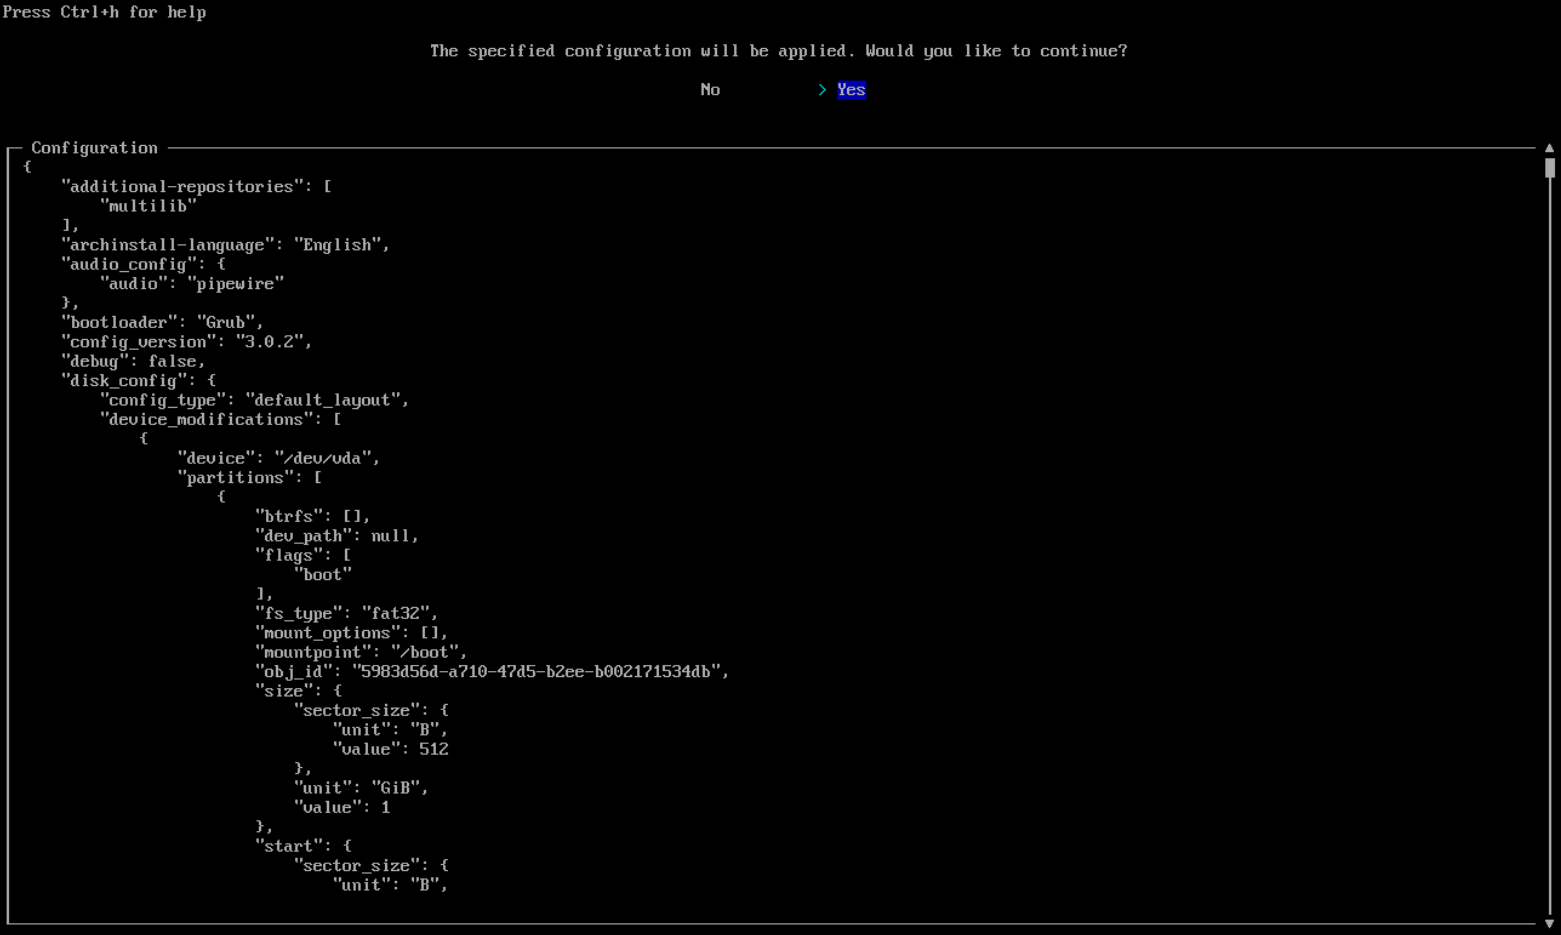 Press Ctrl+h for help
The specified configuration will be applied. Would you like to continue?
No > Yes
Configuration
{
    "additional-repositories": [
        "multilib"
    ],
    "archinstall-language": "English",
    "audio_config": {
        "audio": "pipewire"
    },
    "bootloader": "Grub",
    "config_version": "3.0.2",
    "debug": false,
    "disk_config": {
        "config_type": "default_layout",
        "device_modifications": [
            {
                "device": "/dev/vda",
                "partitions": [
                    {
                        "btrfs": [],
                        "dev_path": null,
                        "flags": [
                            "boot"
                        ],
                        "fs_type": "fat32",
                        "mount_options": [],
                        "mountpoint": "/boot",
                        "obj_id": "5983d56d-a710-47d5-b2ee-b002171534db",
                        "size": {
                            "sector_size": {
                                "unit": "B",
                                "value": 512
                            },
                            "unit": "GiB",
                            "value": 1
                        },
                        "start": {
                            "sector_size": {
                                "unit": "B",